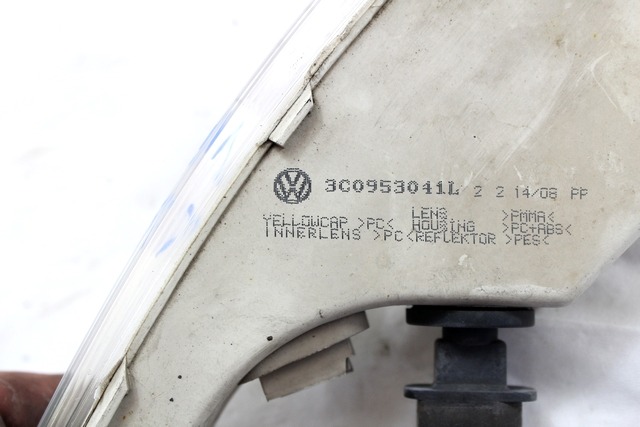 3C0953041L 2 2 14/08 PP
LENS >PMMA<
YELLOWCAP >PC< HOUSING >PC+ABS<
INNERLENS >PC< REFLEKTOR >PES<